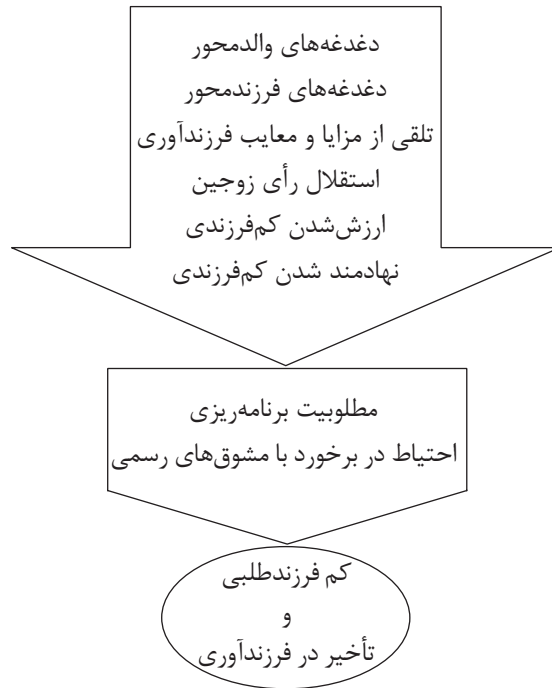 دغدغه‌های والدمحور
دغدغه‌های فرزندمحور
تلقی از مزایا و معایب فرزندآوری
استقلال رأی زوجین
ارزش‌شدن کم‌فرزندی
نهادمند شدن کم‌فرزندی
مطلوبیت برنامه‌ریزی
احتیاط در برخورد با مشوق‌های رسمی
کم فرزندطلبی
و
تأخیر در فرزندآوری